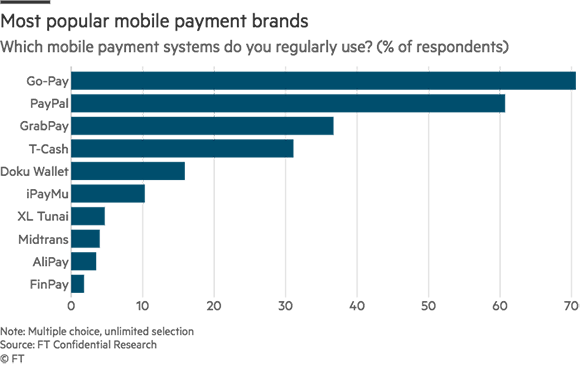 Most popular mobile payment brands
Which mobile payment systems do you regularly use? (% of respondents)
Go-Pay
PayPal
GrabPay
T-Cash
Doku Wallet
iPayMu
XL Tunai
Midtrans
AliPay
FinPay
0 10 20 30 40 50 60 70
Note: Multiple choice, unlimited selection
Source: FT Confidential Research
© FT